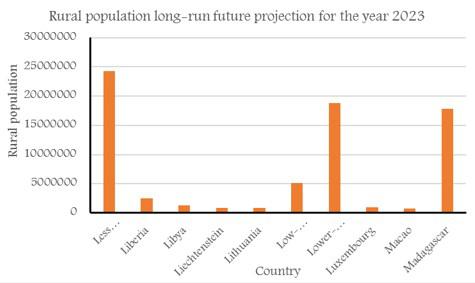 Rural population long-run future projection for the year 2023
Rural population
30000000
25000000
20000000
15000000
10000000
5000000
0
Less...
Liberia
Libya
Liechtenstein
Lithuania
Low-...
Lower-...
Luxembourg
Macao
Madagascar
Country